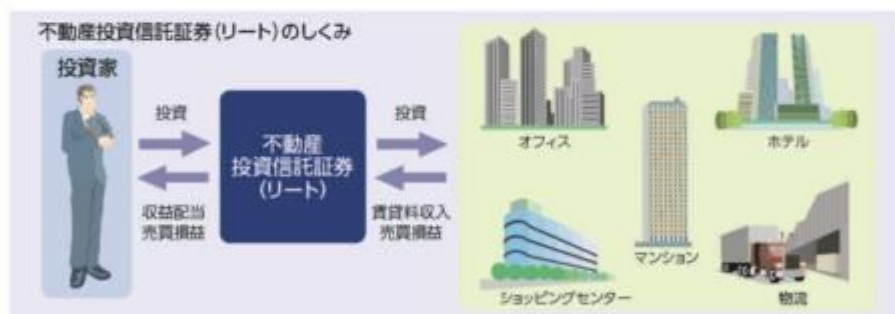 不動産投資信託証券(リート)のしくみ
投資家
投資
収益配当
売買損益
不動産
投資信託証券
(リート)
投資
賃貸料収入
売買損益
オフィス
ホテル
マンション
ショッピングセンター
物流